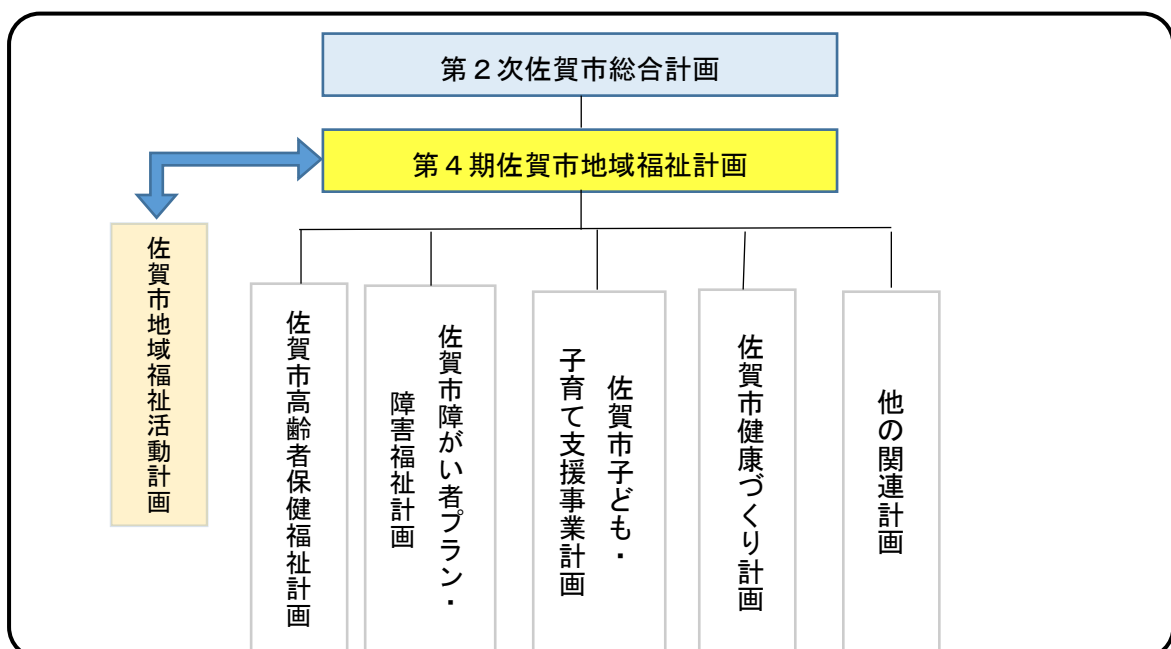 第２次佐賀市総合計画
第４期佐賀市地域福祉計画
佐賀市地域福祉活動計画
佐賀市高齢者保健福祉計画
佐賀市障がい者プラン・
障害福祉計画
佐賀市子ども・
子育て支援事業計画
佐賀市健康づくり計画
他の関連計画